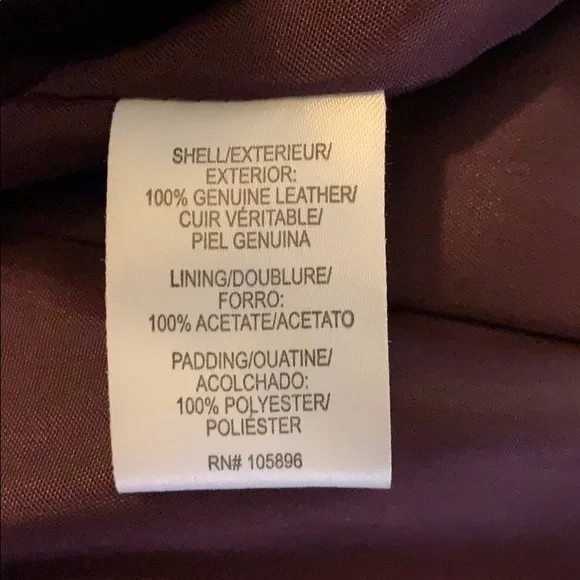 SHELL/EXTERIEUR/
EXTERIOR:
100% GENUINE LEATHER/
CUIR VÉRITABLE/
PIEL GENUINA
LINING/DOUBLURE/
FORRO:
100% ACETATE/ACETATO
PADDING/OUATINE/
ACOLCHADO:
100% POLYESTER/
POLIÉSTER
RN# 105896